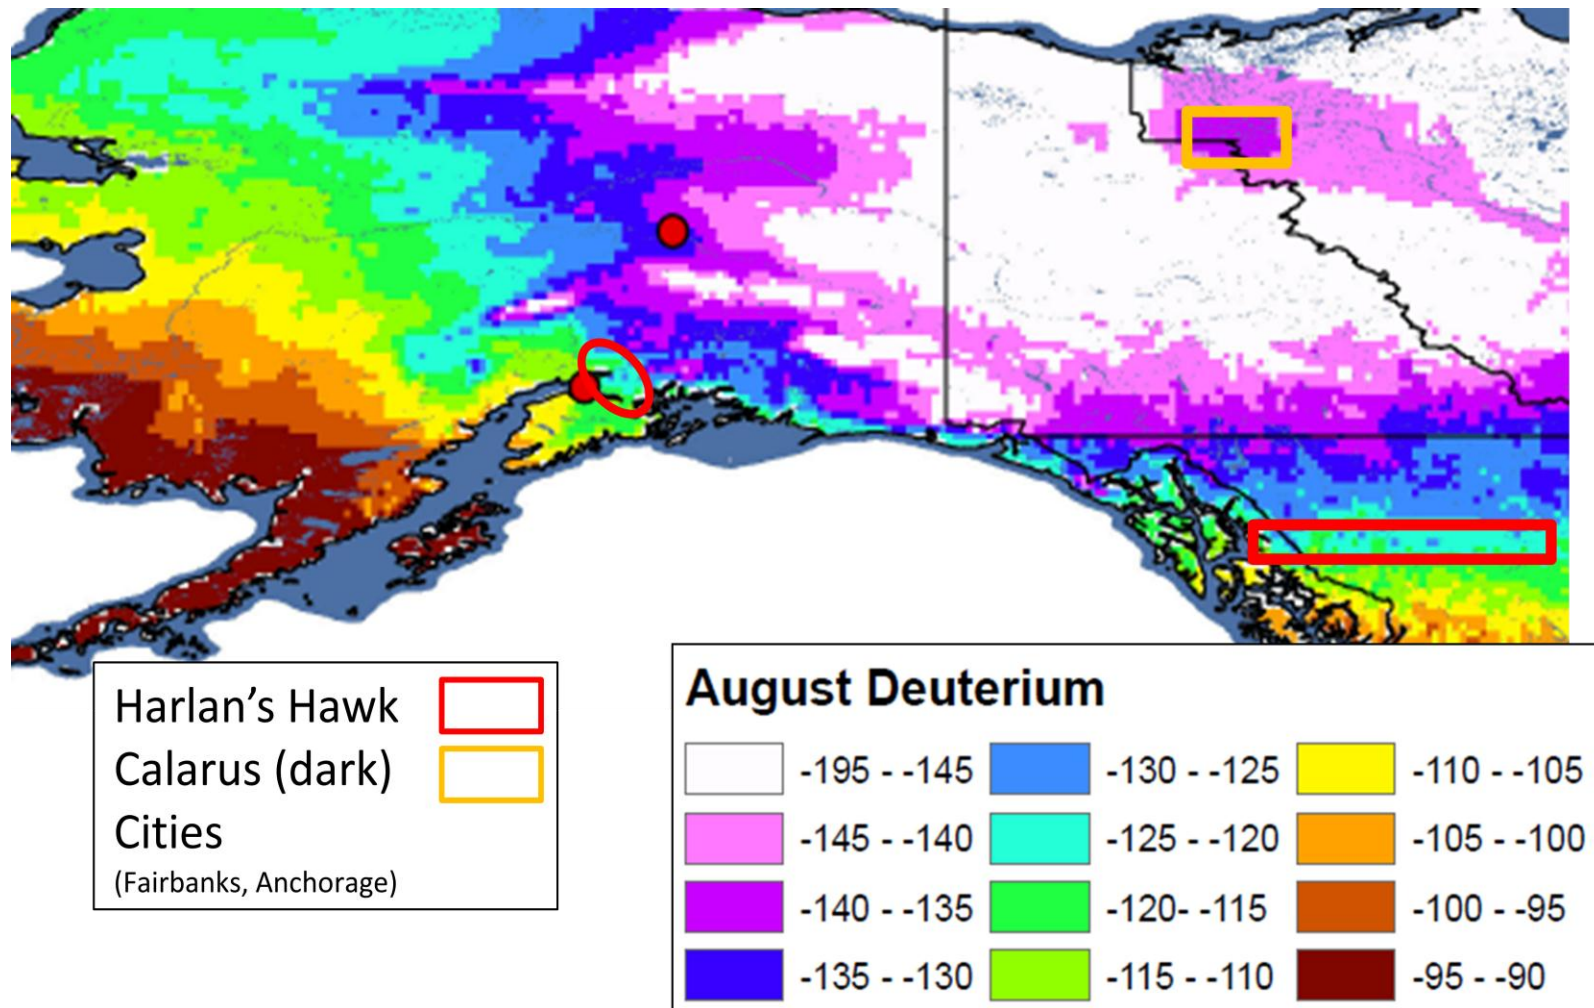 Harlan’s Hawk
Calarus (dark)
Cities
(Fairbanks, Anchorage)
August Deuterium
-195 - -145
-145 - -140
-140 - -135
-135 - -130
-130 - -125
-125 - -120
-120- -115
-115 - -110
-110 - -105
-105 - -100
-100 - -95
-95 - -90